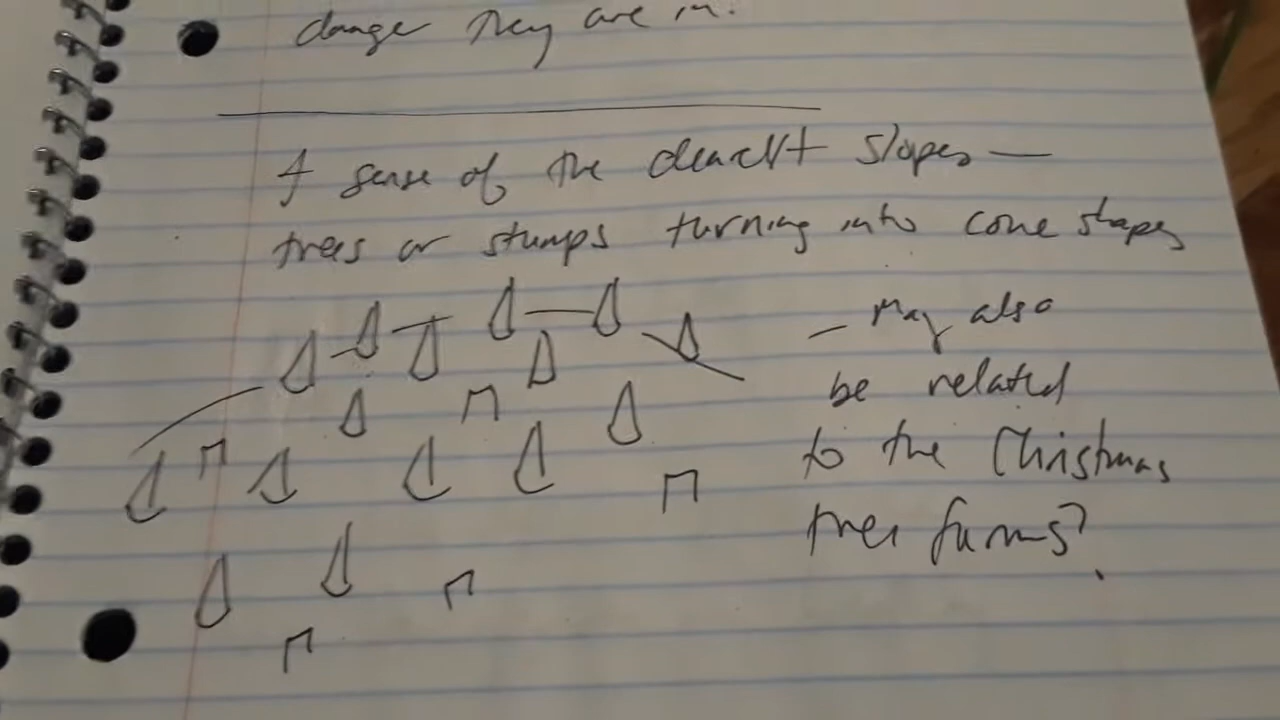 danger they are in.
A sense of the clearcut slopes —
trees or stumps turning into cone shapes
— May also
be related
to the Christmas
tree farms?